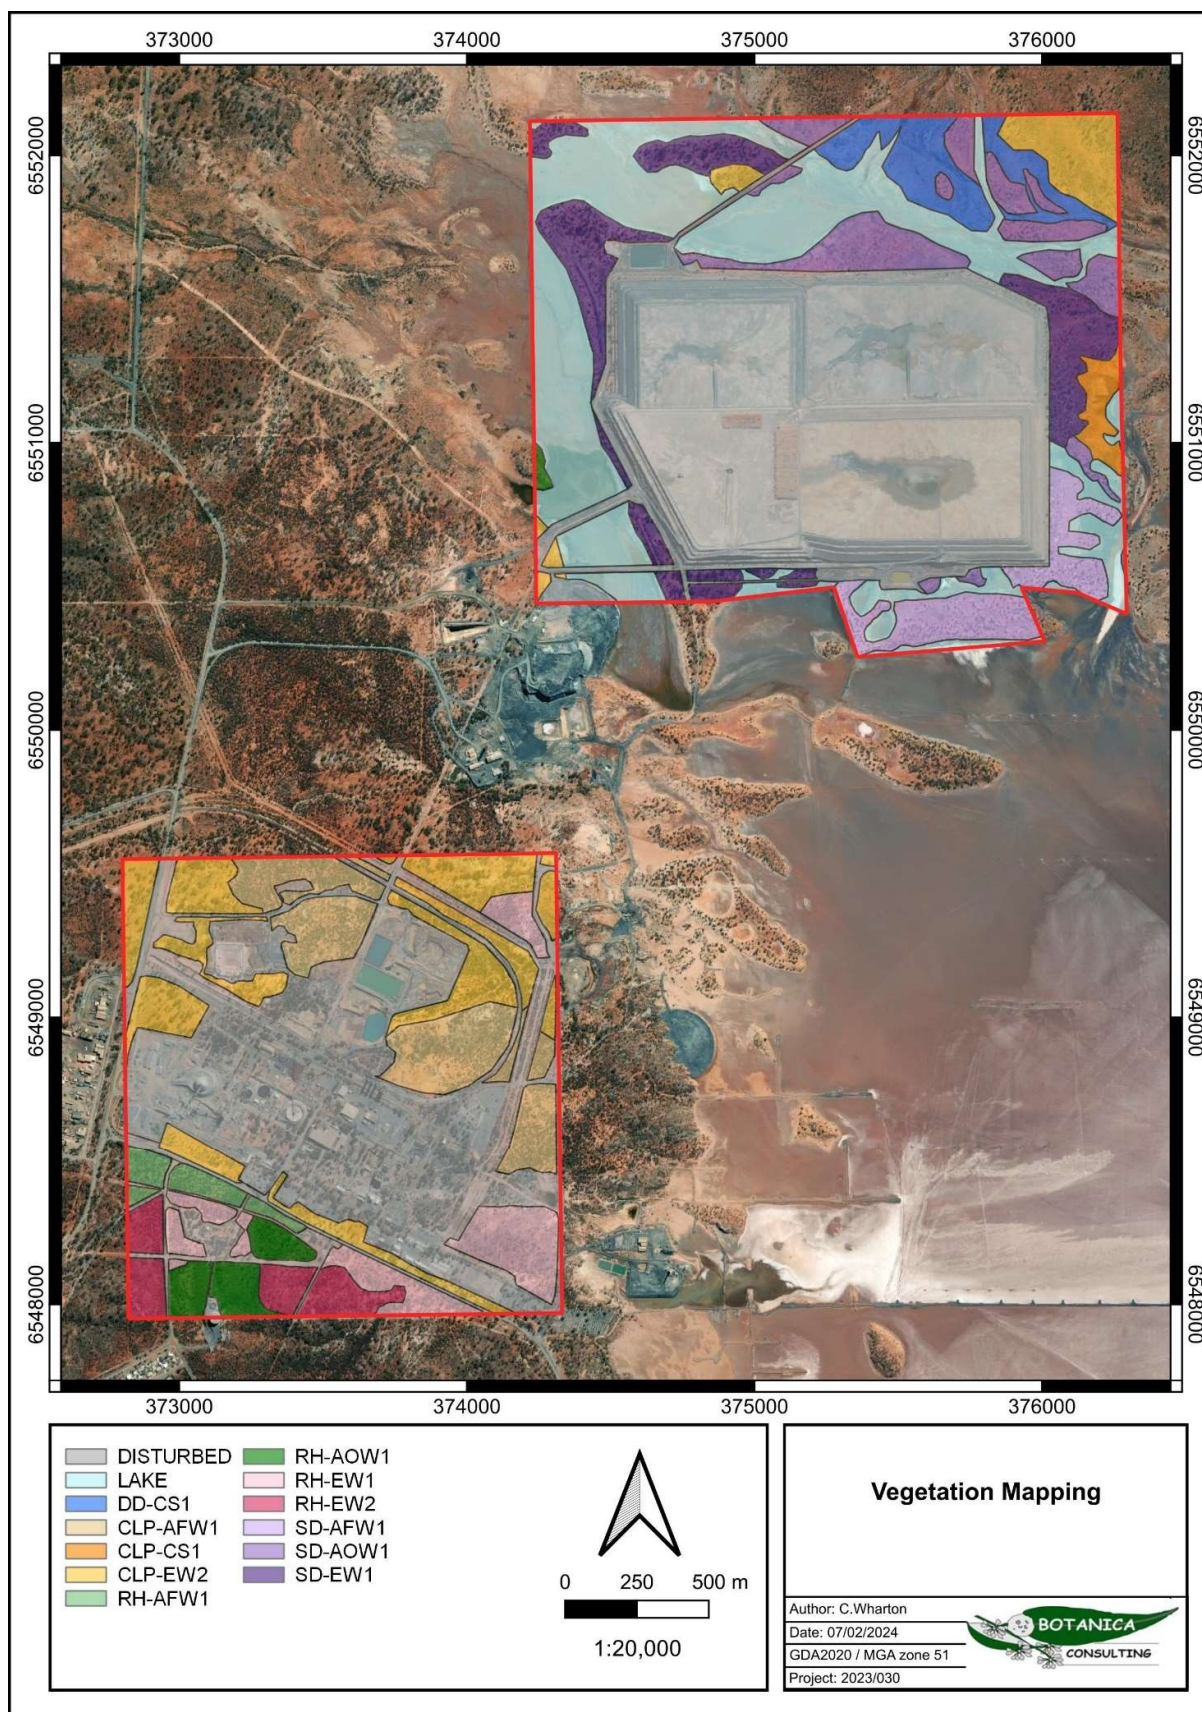 373000 374000 375000 376000
6552000
6551000
6550000
6549000
6548000
6552000
6551000
6550000
6549000
6548000
373000 374000 375000 376000
DISTURBED
LAKE
DD-CS1
CLP-AFW1
CLP-CS1
CLP-EW2
RH-AFW1
RH-AOW1
RH-EW1
RH-EW2
SD-AFW1
SD-AOW1
SD-EW1
0 250 500 m
1:20,000
Vegetation Mapping
Author: C.Wharton
Date: 07/02/2024
GDA2020 / MGA zone 51
Project: 2023/030
BOTANICA
CONSULTING